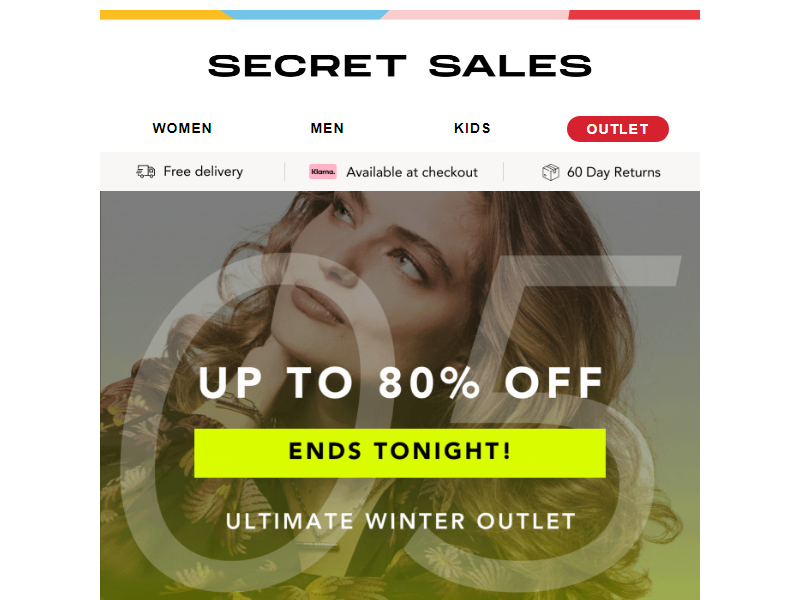 SECRET SALES
WOMEN MEN KIDS OUTLET
Free delivery Klarna. Available at checkout 60 Day Returns
05
UP TO 80% OFF
ENDS TONIGHT!
ULTIMATE WINTER OUTLET